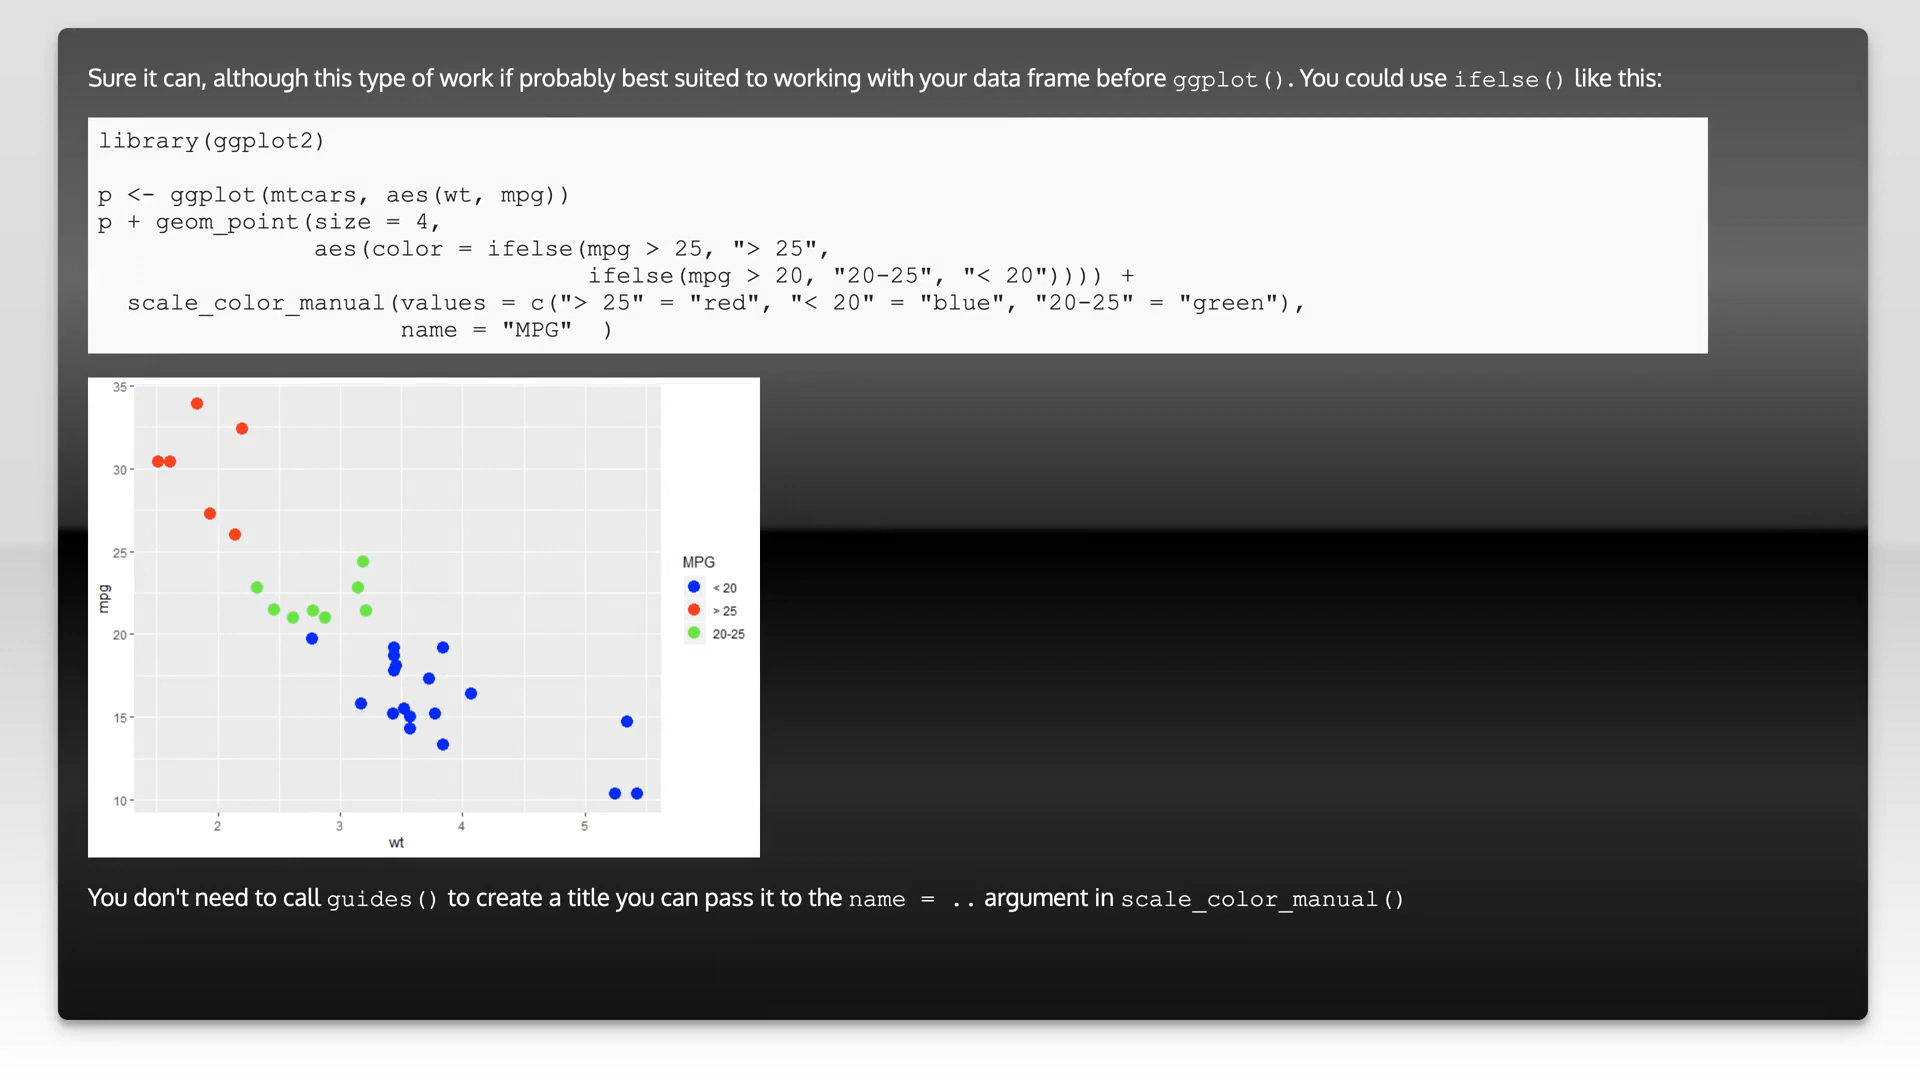 Sure it can, although this type of work if probably best suited to working with your data frame before ggplot(). You could use ifelse() like this:
library(ggplot2)
p <- ggplot(mtcars, aes(wt, mpg))
p + geom_point(size = 4,
               aes(color = ifelse(mpg > 25, "> 25",
                                  ifelse(mpg > 20, "20-25", "< 20")))) +
  scale_color_manual(values = c("> 25" = "red", "< 20" = "blue", "20-25" = "green"),
                     name = "MPG"  )
35
30
25
20
15
10
mpg
2 3 4 5
wt
MPG
< 20
> 25
20-25
You don't need to call guides() to create a title you can pass it to the name = .. argument in scale_color_manual()